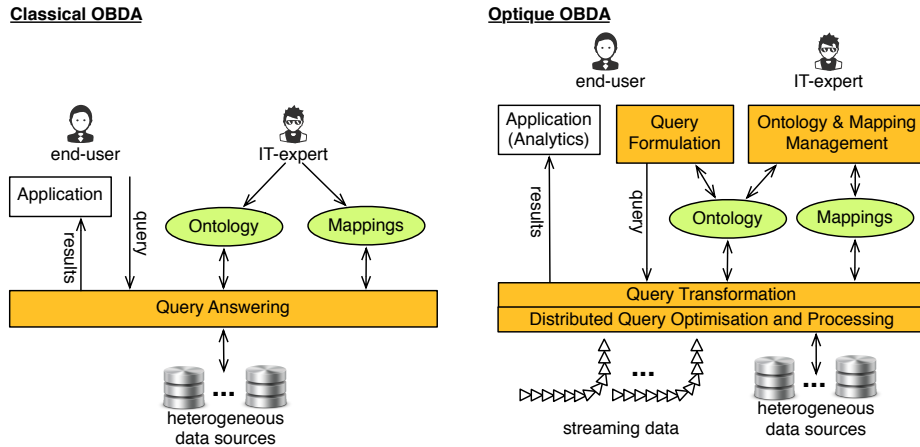 Classical OBDA
end-user
IT-expert
Application
query
results
Ontology
Mappings
Query Answering
...
heterogeneous
data sources
Optique OBDA
end-user
IT-expert
Application
(Analytics)
Query
Formulation
Ontology & Mapping
Management
results
query
Ontology
Mappings
Query Transformation
Distributed Query Optimisation and Processing
...
...
streaming data
heterogeneous
data sources